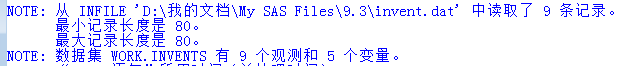 NOTE: 从 INFILE 'D:\我的文档\My SAS Files\9.3\invent.dat' 中读取了 9 条记录。
最小记录长度是 80。
最大记录长度是 80。
NOTE: 数据集 WORK.INVENTS 有 9 个观测和 5 个变量。